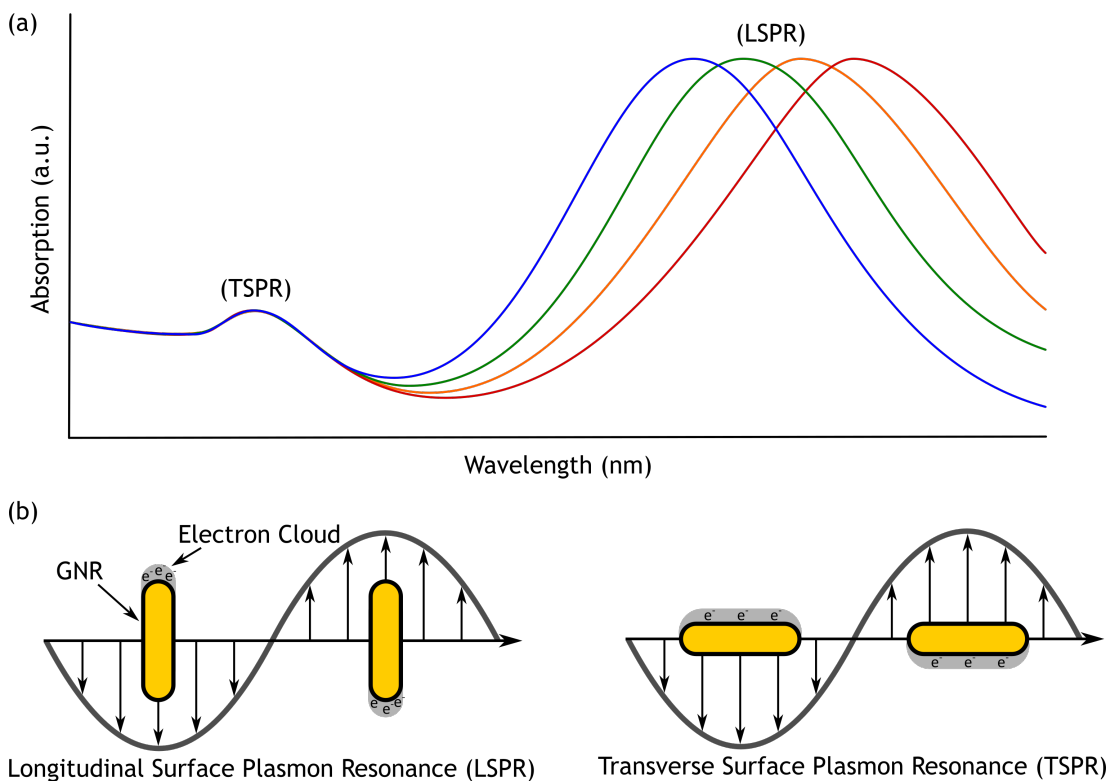 (a)
(LSPR)
(TSPR)
Absorption (a.u.)
Wavelength (nm)
(b)
Electron Cloud
GNR
e⁻ e⁻ e⁻
e⁻ e⁻ e⁻
e⁻ e⁻ e⁻
e⁻ e⁻ e⁻
Longitudinal Surface Plasmon Resonance (LSPR)
Transverse Surface Plasmon Resonance (TSPR)